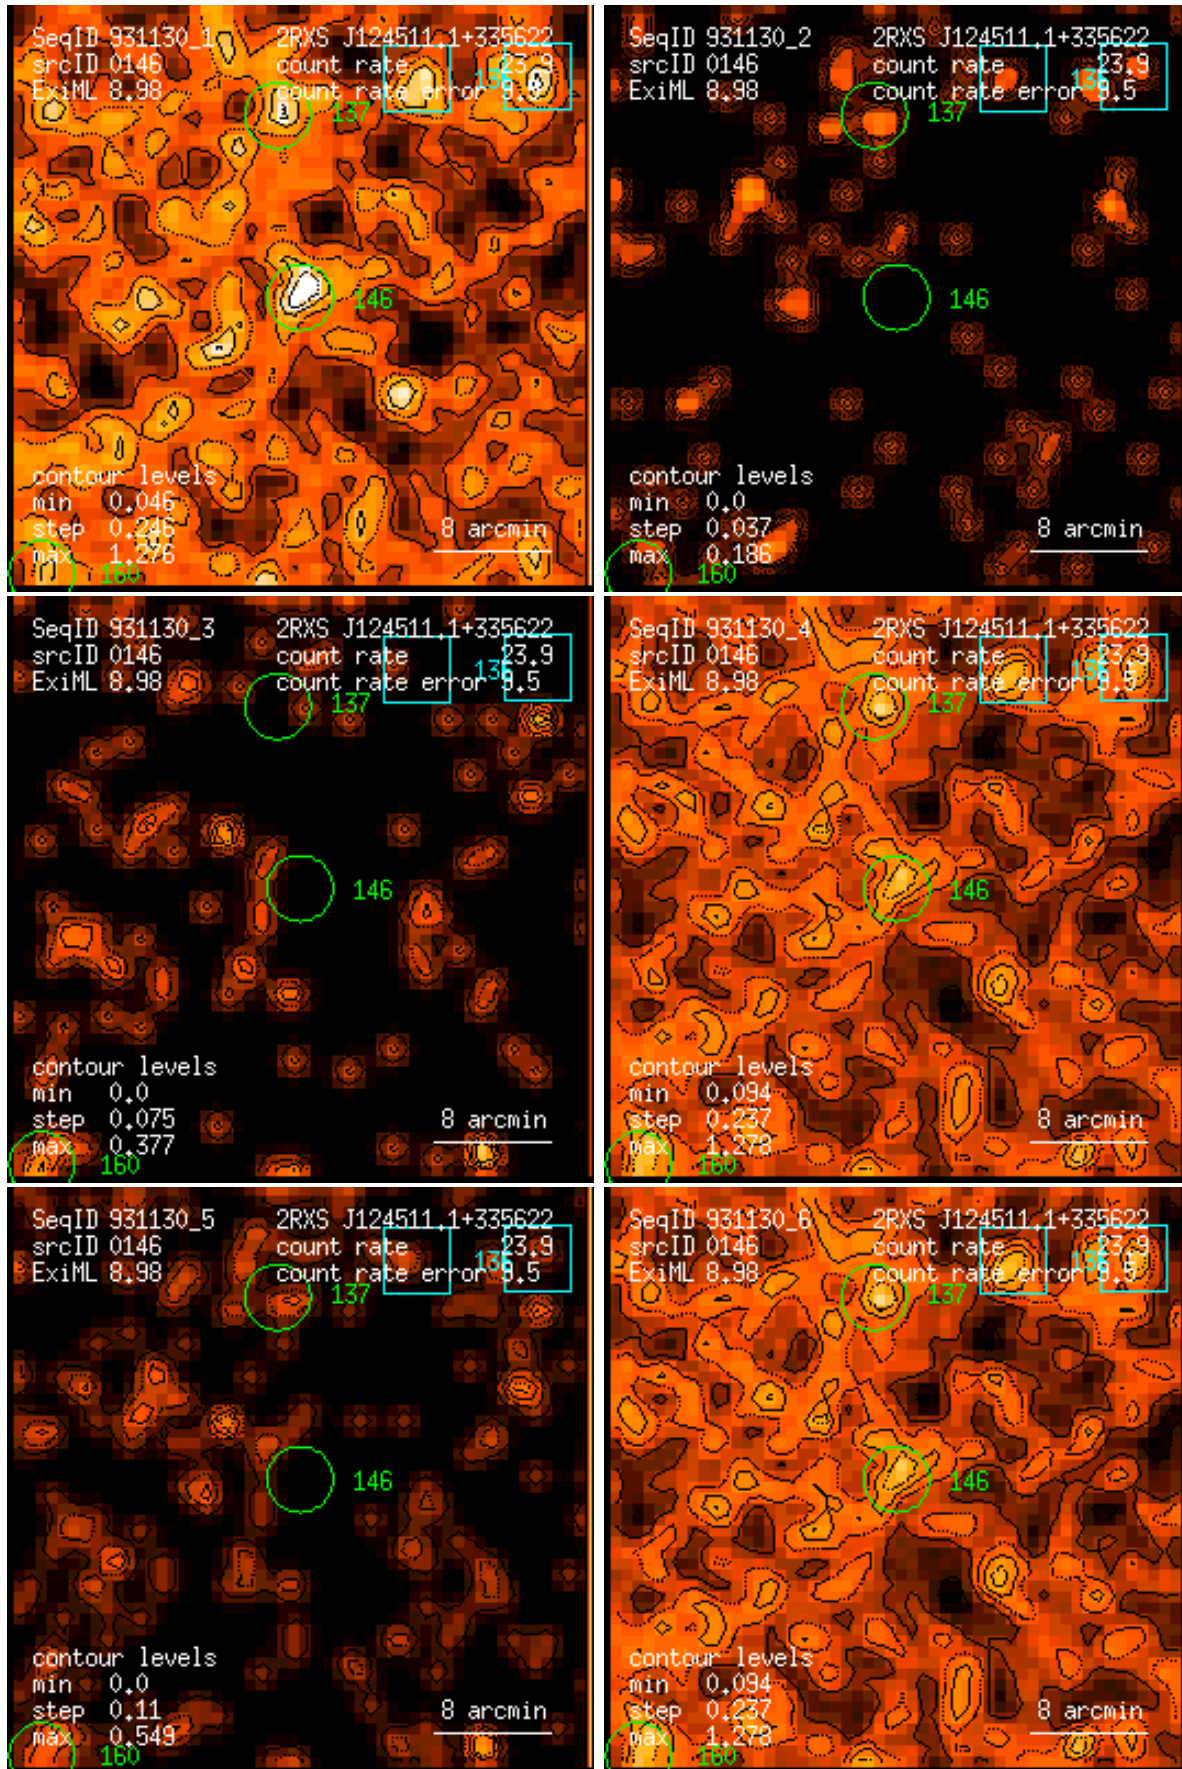 SeqID 931130_1 2RXS J124511.1+335622
srcID 0146 count rate 23.9
ExiML 8.98 count rate error 9.5
137
146
contour levels
min 0.046
step 0.246
max 1.276
8 arcmin
160
SeqID 931130_2 2RXS J124511.1+335622
srcID 0146 count rate 23.9
ExiML 8.98 count rate error 9.5
137
146
contour levels
min 0.0
step 0.037
max 0.186
8 arcmin
160
SeqID 931130_3 2RXS J124511.1+335622
srcID 0146 count rate 23.9
ExiML 8.98 count rate error 9.5
137
146
contour levels
min 0.0
step 0.075
max 0.377
8 arcmin
160
SeqID 931130_4 2RXS J124511.1+335622
srcID 0146 count rate 23.9
ExiML 8.98 count rate error 9.5
137
146
contour levels
min 0.094
step 0.237
max 1.278
8 arcmin
160
SeqID 931130_5 2RXS J124511.1+335622
srcID 0146 count rate 23.9
ExiML 8.98 count rate error 9.5
137
146
contour levels
min 0.0
step 0.11
max 0.549
8 arcmin
160
SeqID 931130_6 2RXS J124511.1+335622
srcID 0146 count rate 23.9
ExiML 8.98 count rate error 9.5
137
146
contour levels
min 0.094
step 0.237
max 1.278
8 arcmin
160